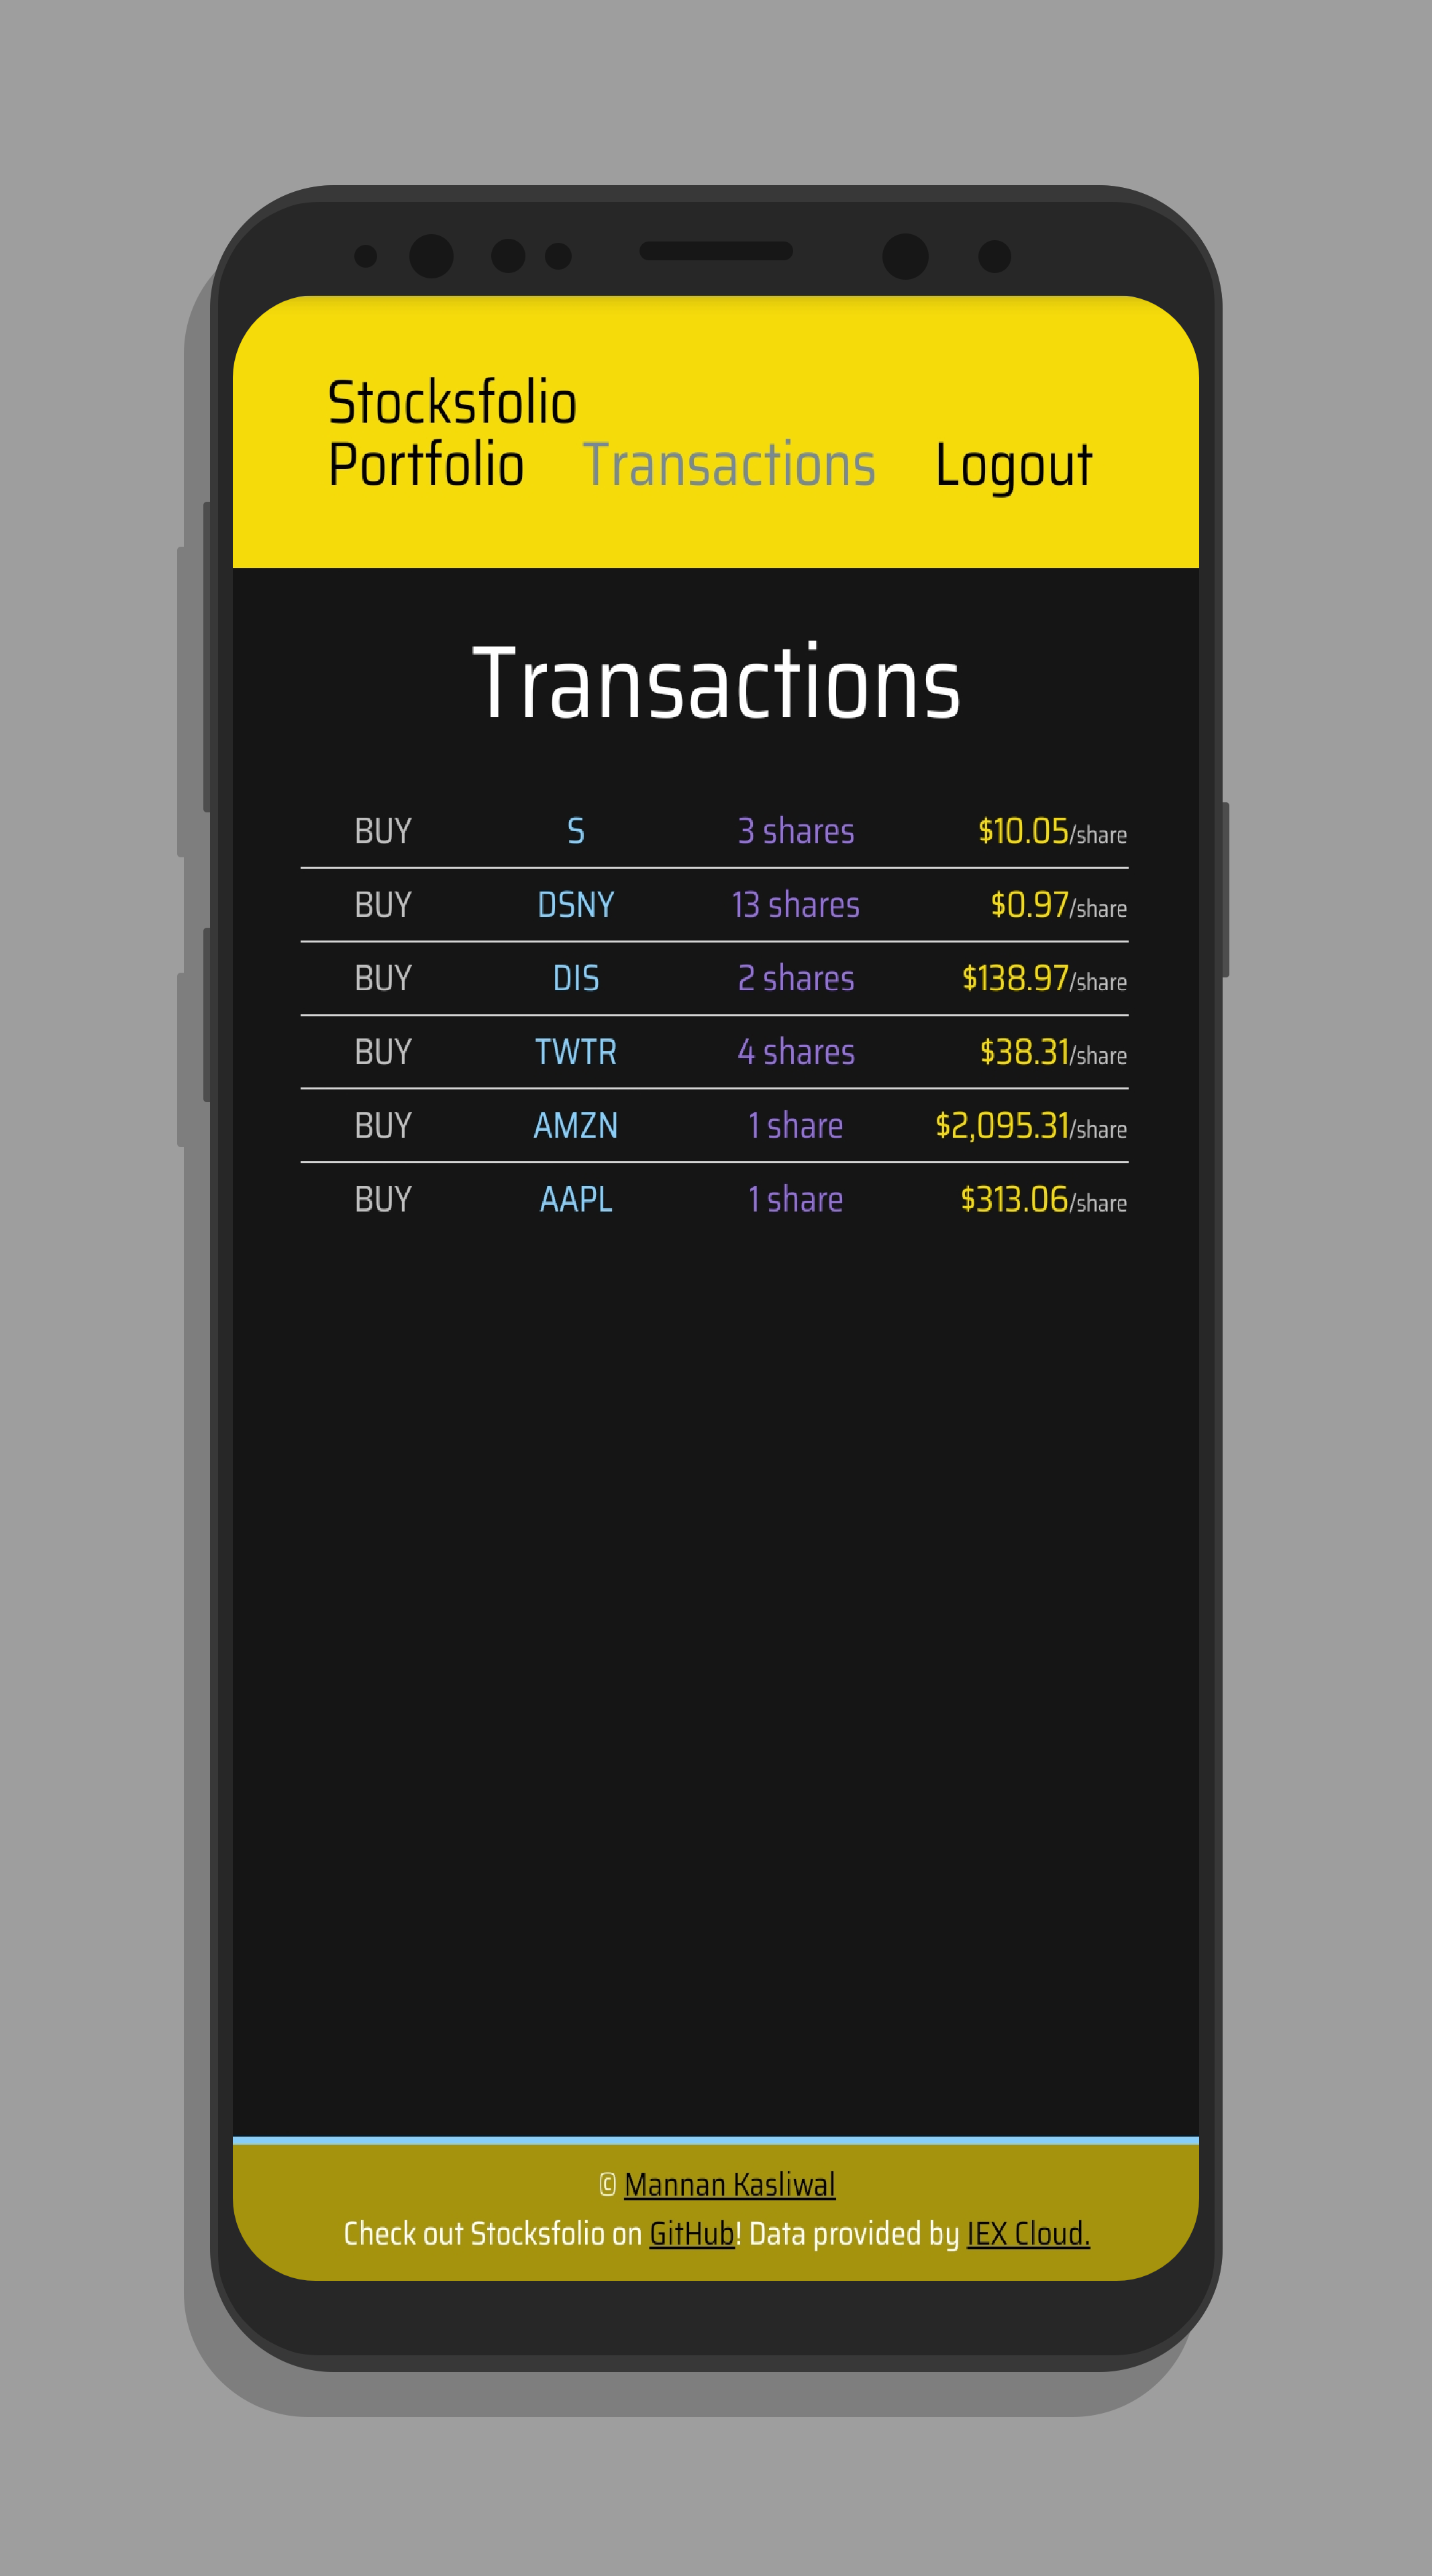 Stocksfolio
Portfolio Transactions Logout
Transactions
BUY S 3 shares $10.05/share
BUY DSNY 13 shares $0.97/share
BUY DIS 2 shares $138.97/share
BUY TWTR 4 shares $38.31/share
BUY AMZN 1 share $2,095.31/share
BUY AAPL 1 share $313.06/share
© Mannan Kasliwal
Check out Stocksfolio on GitHub! Data provided by IEX Cloud.